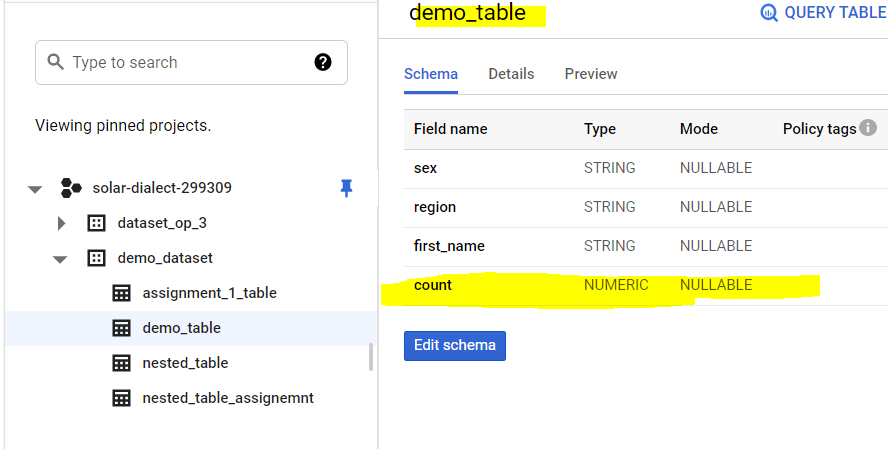 Type to search
Viewing pinned projects.
solar-dialect-299309
dataset_op_3
demo_dataset
assignment_1_table
demo_table
nested_table
nested_table_assignemnt
demo_table
QUERY TABLE
Schema Details Preview
Field name Type Mode Policy tags
sex STRING NULLABLE
region STRING NULLABLE
first_name STRING NULLABLE
count NUMERIC NULLABLE
Edit schema